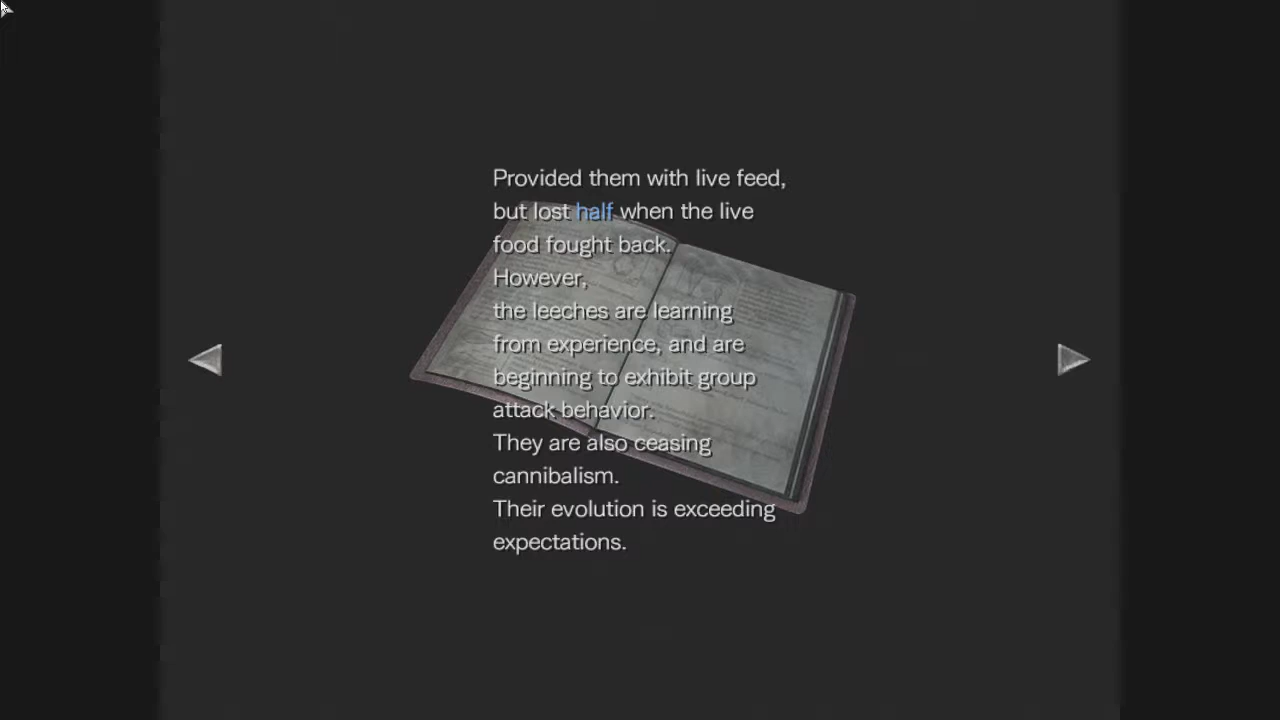 Provided them with live feed,
but lost half when the live
food fought back.
However,
the leeches are learning
from experience, and are
beginning to exhibit group
attack behavior.
They are also ceasing
cannibalism.
Their evolution is exceeding
expectations.